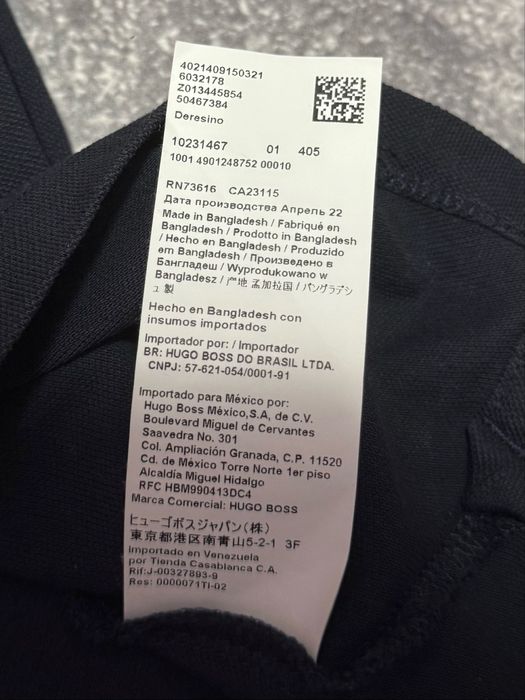 4021409150321
6032178
Z013445854
50467384
Deresino
10231467 01 405
1001 4901248752 00010
RN73616 CA23115
Дата производства Апрель 22
Made in Bangladesh / Fabriqué en
Bangladesh / Prodotto in Bangladesh
/ Hecho en Bangladesh / Produzido
em Bangladesh / Произведено в
Бангладеш / Wyprodukowano w
Bangladesz / 产地 孟加拉国 / バングラデシ
ュ 製
Hecho en Bangladesh con
insumos importados
Importador por: / Importador
BR: HUGO BOSS DO BRASIL LTDA.
CNPJ: 57-621-054/0001-91
Importado para México por:
Hugo Boss México,S.A, de C.V.
Boulevard Miguel de Cervantes
Saavedra No. 301
Col. Ampliación Granada, C.P. 11520
Cd. de México Torre Norte 1er piso
Alcaldía Miguel Hidalgo
RFC HBM990413DC4
Marca Comercial: HUGO BOSS
ヒューゴボスジャパン(株)
東京都港区南青山5-2-1 3F
Importado en Venezuela
por Tienda Casablanca C.A.
Rif:J-00327893-9
Res: 0000071TI-02